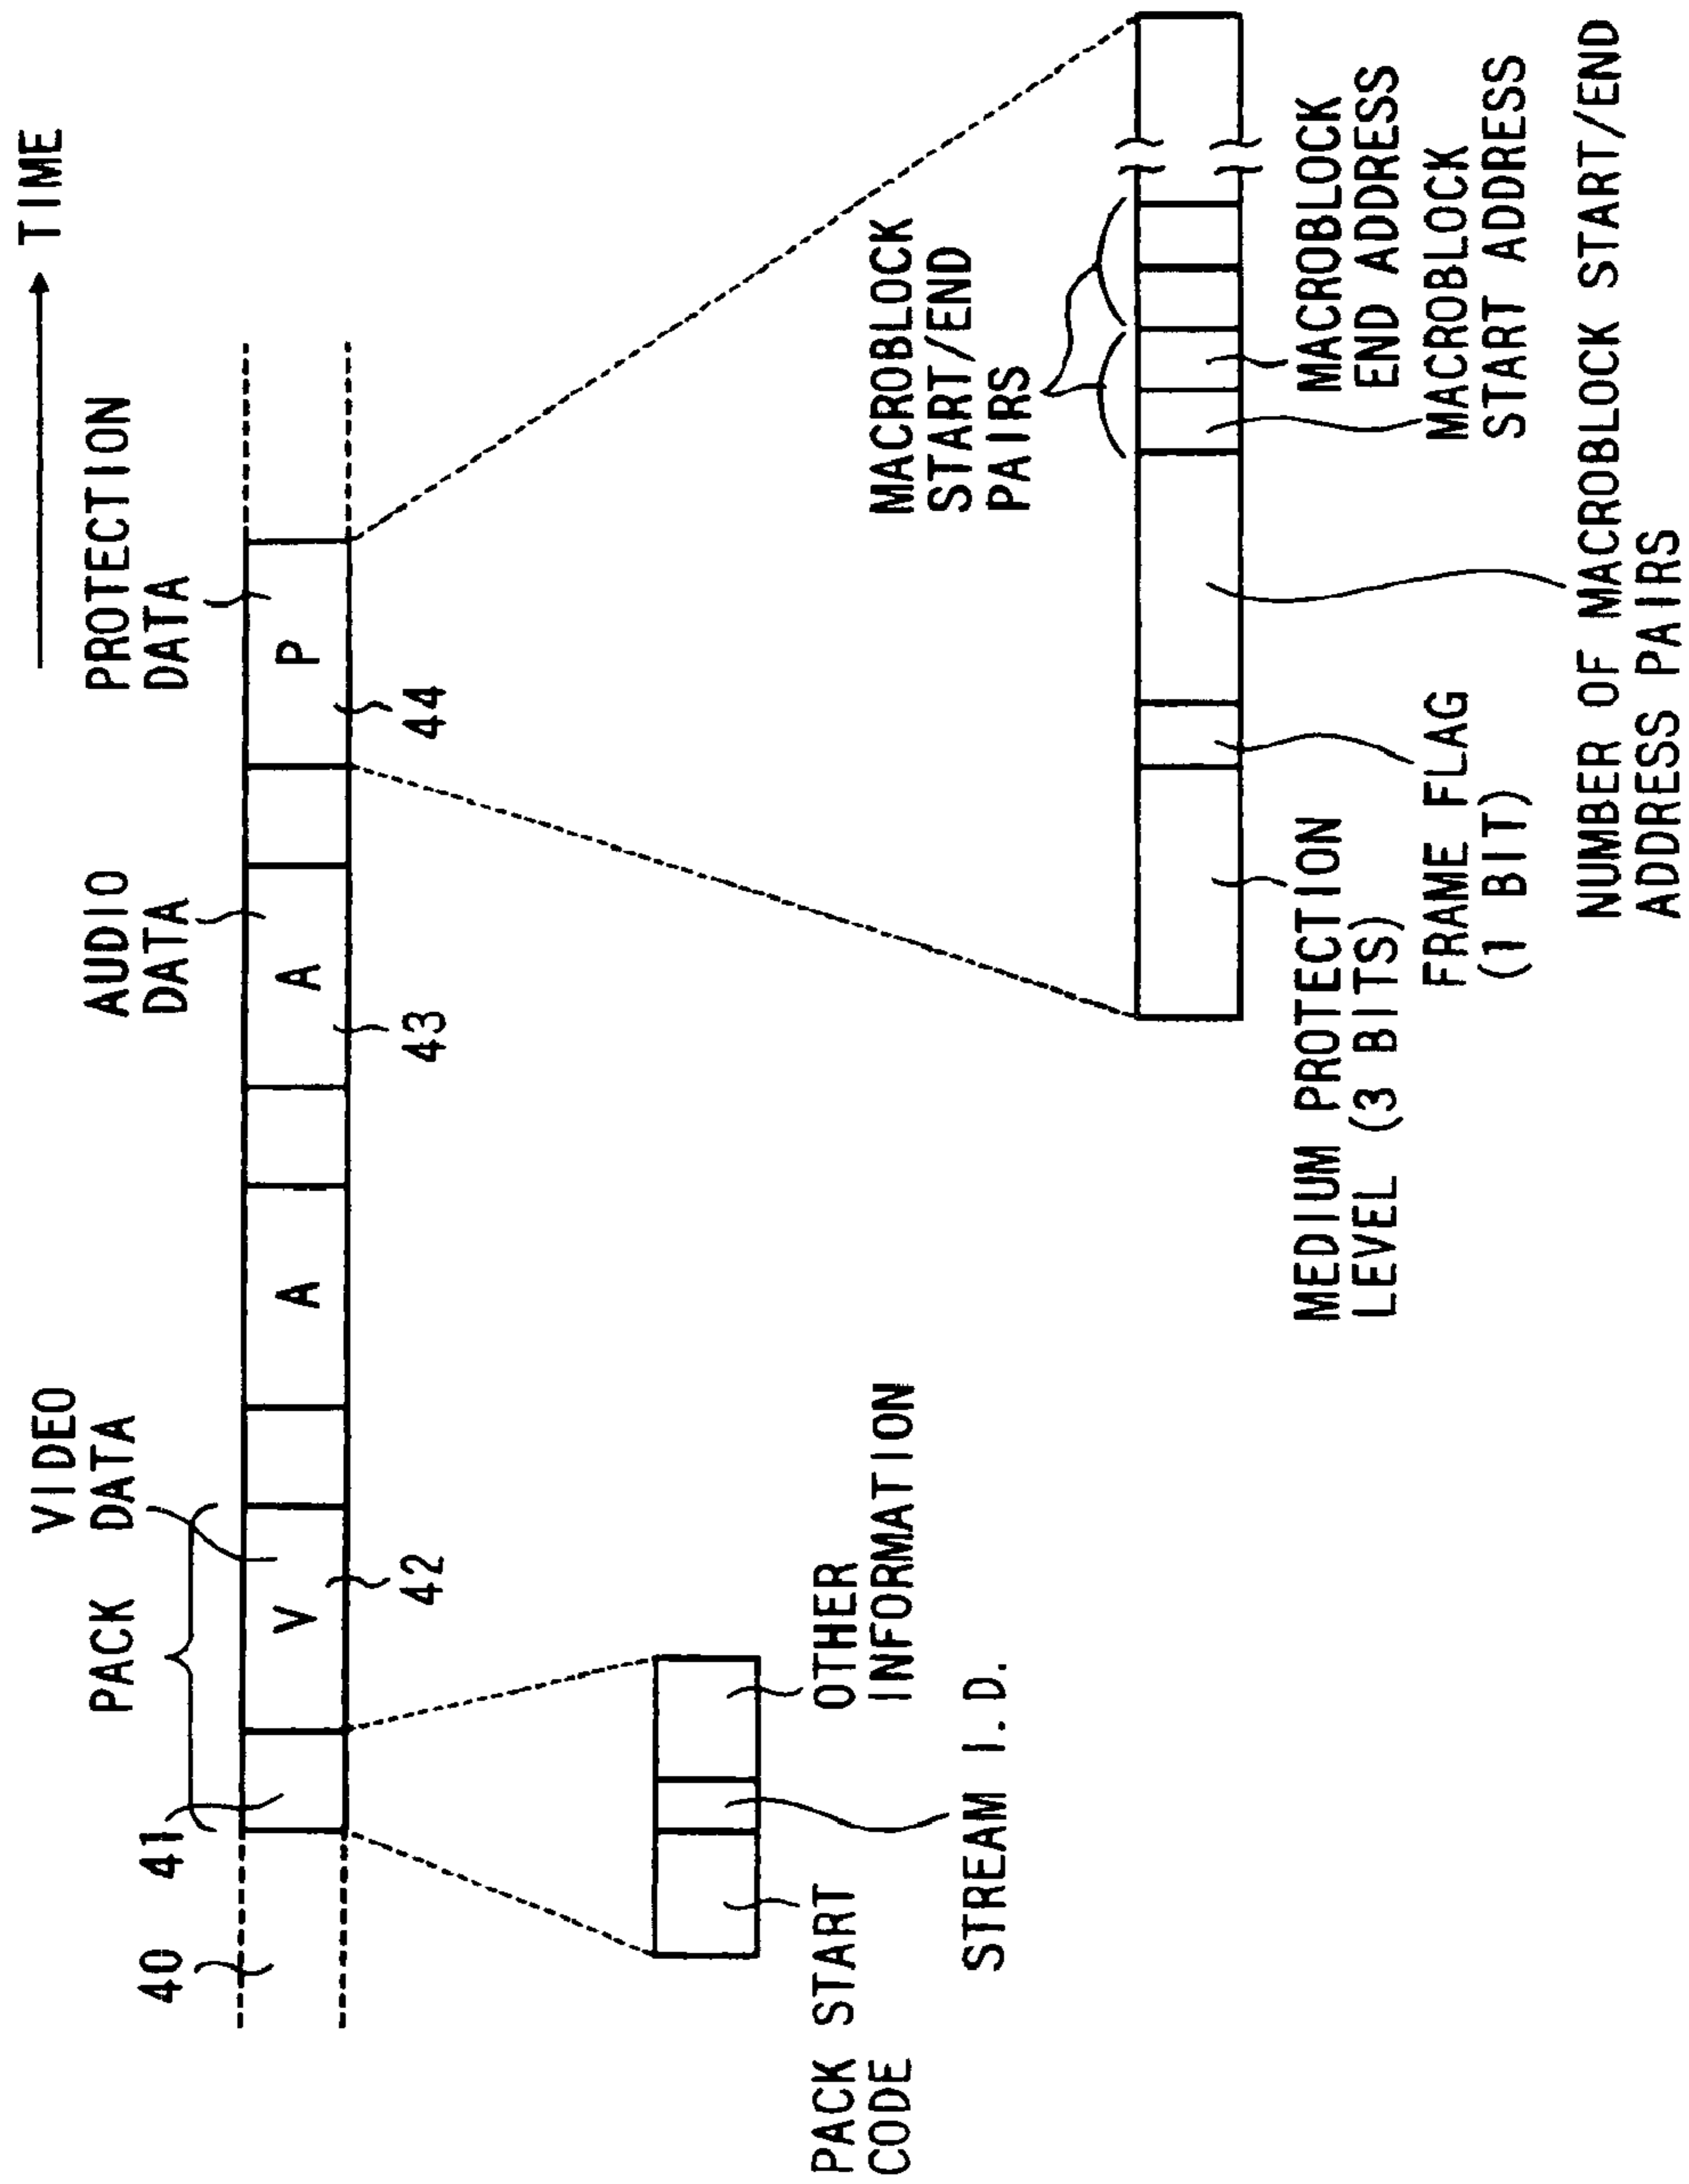 TIME
PACK
VIDEO
DATA
AUDIO
DATA
PROTECTION
DATA
40
41
V
A
A
P
42
43
44
PACK START
CODE
STREAM I.D.
OTHER
INFORMATION
MACROBLOCK
START/END
PAIRS
MEDIUM PROTECTION
LEVEL (3 BITS)
FRAME FLAG
(1 BIT)
MACROBLOCK
END ADDRESS
MACROBLOCK
START ADDRESS
NUMBER OF MACROBLOCK START/END
ADDRESS PAIRS